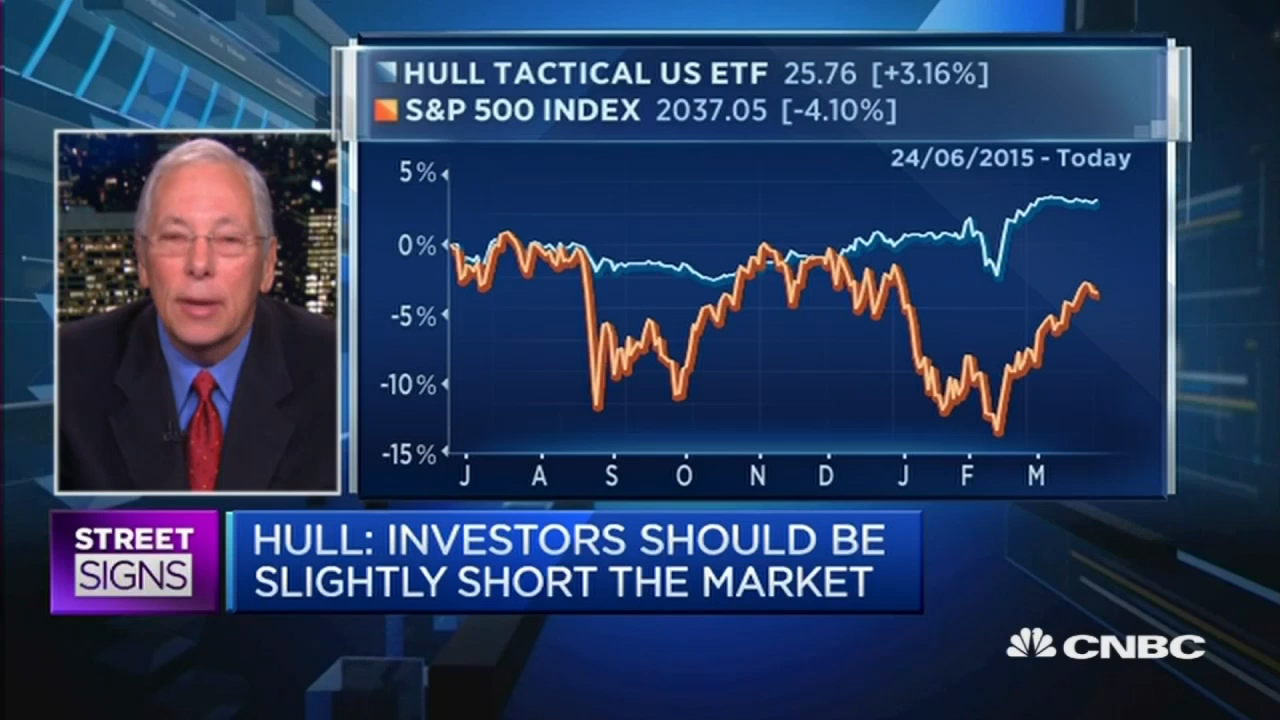 HULL TACTICAL US ETF 25.76 [+3.16%]
S&P 500 INDEX 2037.05 [-4.10%]
24/06/2015 - Today
5%
0%
-5%
-10%
-15%
J A S O N D J F M
STREET
SIGNS
HULL: INVESTORS SHOULD BE
SLIGHTLY SHORT THE MARKET
CNBC